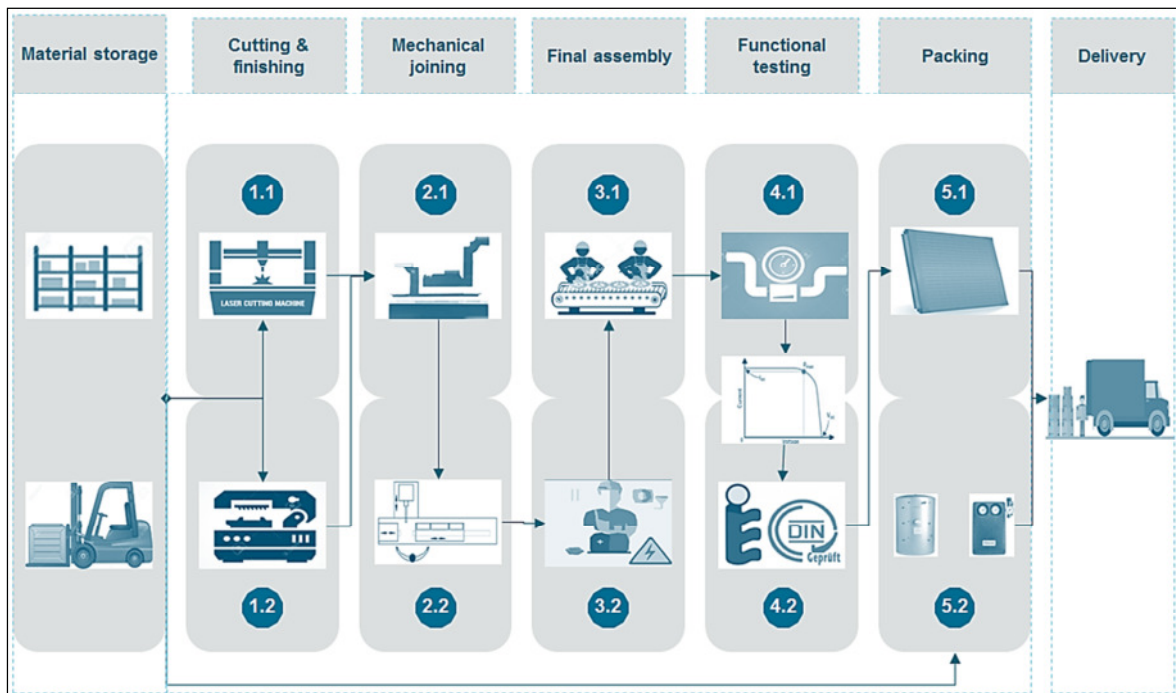 Material storage
Cutting &
finishing
Mechanical
joining
Final assembly
Functional
testing
Packing
Delivery
1.1
2.1
3.1
4.1
5.1
LASER CUTTING MACHINE
Current
DIN
Geprüft
1.2
2.2
3.2
4.2
5.2